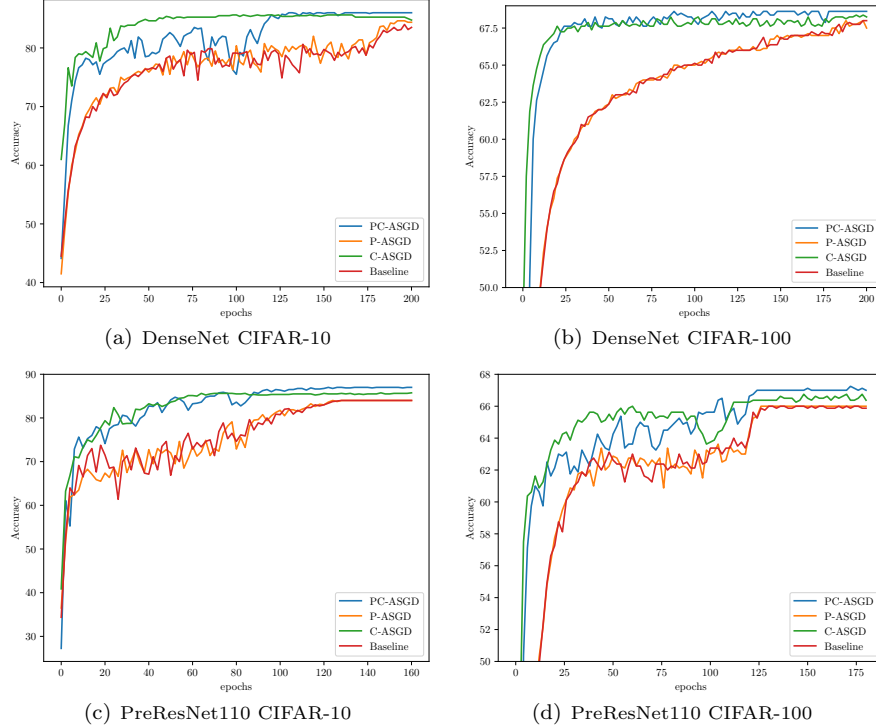 80
70
60
50
40
Accuracy
0 25 50 75 100 125 150 175 200
epochs
PC-ASGD
P-ASGD
C-ASGD
Baseline
(a) DenseNet CIFAR-10
67.5
65.0
62.5
60.0
57.5
55.0
52.5
50.0
Accuracy
0 25 50 75 100 125 150 175 200
epochs
PC-ASGD
P-ASGD
C-ASGD
Baseline
(b) DenseNet CIFAR-100
90
80
70
60
50
40
30
Accuracy
0 20 40 60 80 100 120 140 160
epochs
PC-ASGD
P-ASGD
C-ASGD
Baseline
(c) PreResNet110 CIFAR-10
68
66
64
62
60
58
56
54
52
50
Accuracy
0 25 50 75 100 125 150 175
epochs
PC-ASGD
P-ASGD
C-ASGD
Baseline
(d) PreResNet110 CIFAR-100